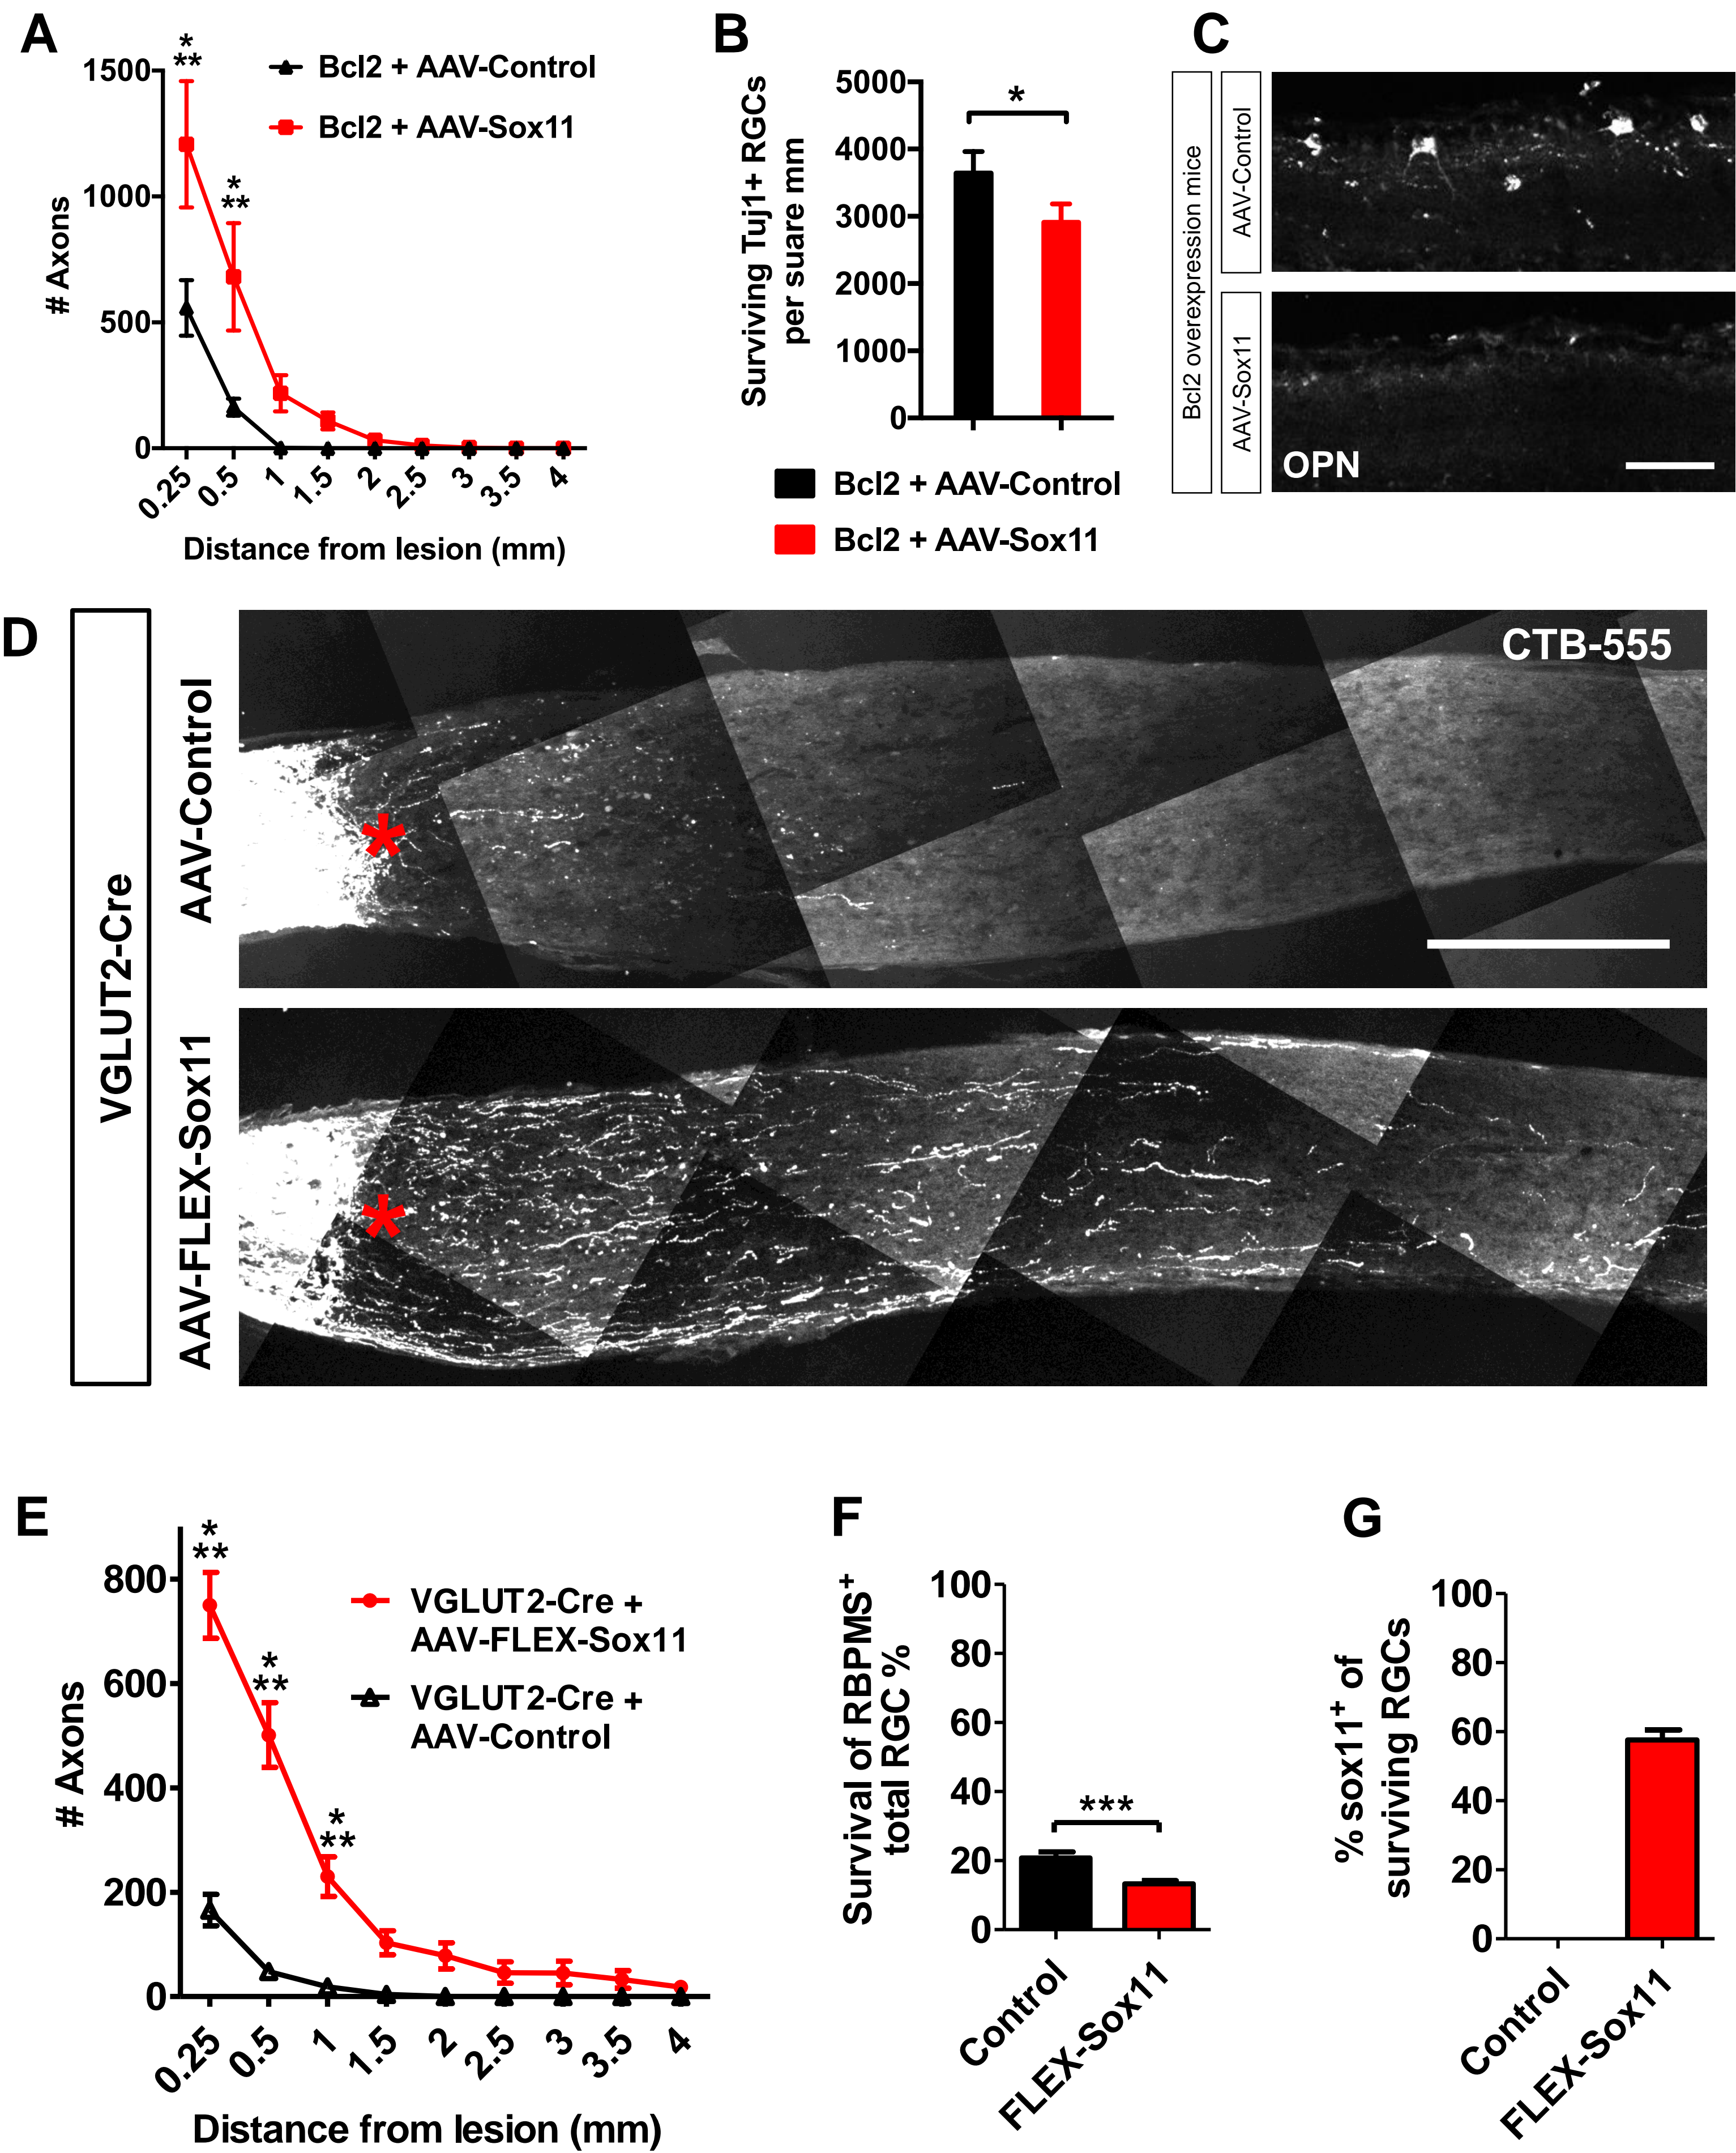 A
*
**
*
**
1500
1000
500
0
# Axons
0.25
0.5
1
1.5
2
2.5
3
3.5
4
Distance from lesion (mm)
Bcl2 + AAV-Control
Bcl2 + AAV-Sox11
B
Surviving Tuj1+ RGCs
per suare mm
5000
4000
3000
2000
1000
0
*
Bcl2 + AAV-Control
Bcl2 + AAV-Sox11
C
Bcl2 overexpression mice
AAV-Control
AAV-Sox11
OPN
D
VGLUT2-Cre
AAV-Control
AAV-FLEX-Sox11
CTB-555
*
*
E
# Axons
800
600
400
200
0
*
**
*
**
*
**
VGLUT2-Cre +
AAV-FLEX-Sox11
VGLUT2-Cre +
AAV-Control
0.25
0.5
1
1.5
2
2.5
3
3.5
4
Distance from lesion (mm)
F
Survival of RBPMS⁺
total RGC %
100
80
60
40
20
0
***
Control
FLEX-Sox11
G
% sox11⁺ of
surviving RGCs
100
80
60
40
20
0
Control
FLEX-Sox11